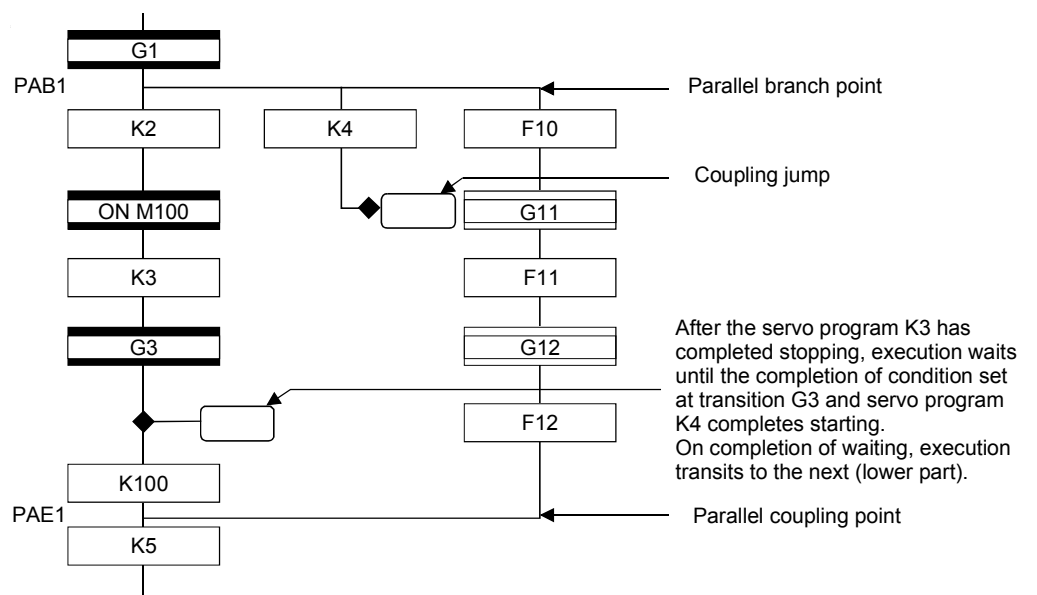 G1
PAB1
Parallel branch point
K2
K4
F10
Coupling jump
ON M100
G11
K3
F11
After the servo program K3 has
completed stopping, execution waits
until the completion of condition set
at transition G3 and servo program
K4 completes starting.
On completion of waiting, execution
transits to the next (lower part).
G3
G12
F12
K100
PAE1
Parallel coupling point
K5